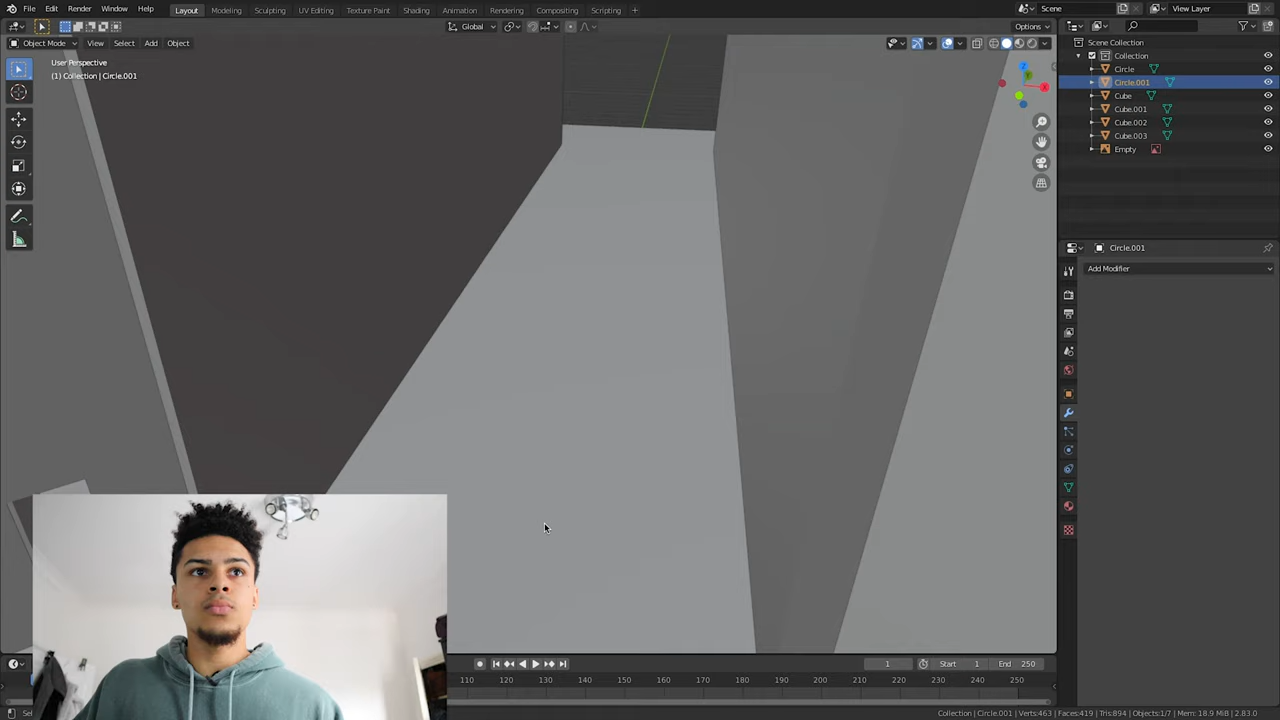 File Edit Render Window Help Layout Modeling Sculpting UV Editing Texture Paint Shading Animation Rendering Compositing Scripting + Scene View Layer
Global Options
Object Mode View Select Add Object
User Perspective
(1) Collection | Circle.001
Scene Collection
Collection
Circle
Circle.001
Cube
Cube.001
Cube.002
Cube.003
Empty
Circle.001
Add Modifier
1 Start 1 End 250
110 120 130 140 150 160 170 180 190 200 210 220 230 240 250
Sel
Collection | Circle.001 | Verts:463 | Faces:419 | Tris:894 | Objects:1/7 | Mem: 18.9 MiB | 2.83.0